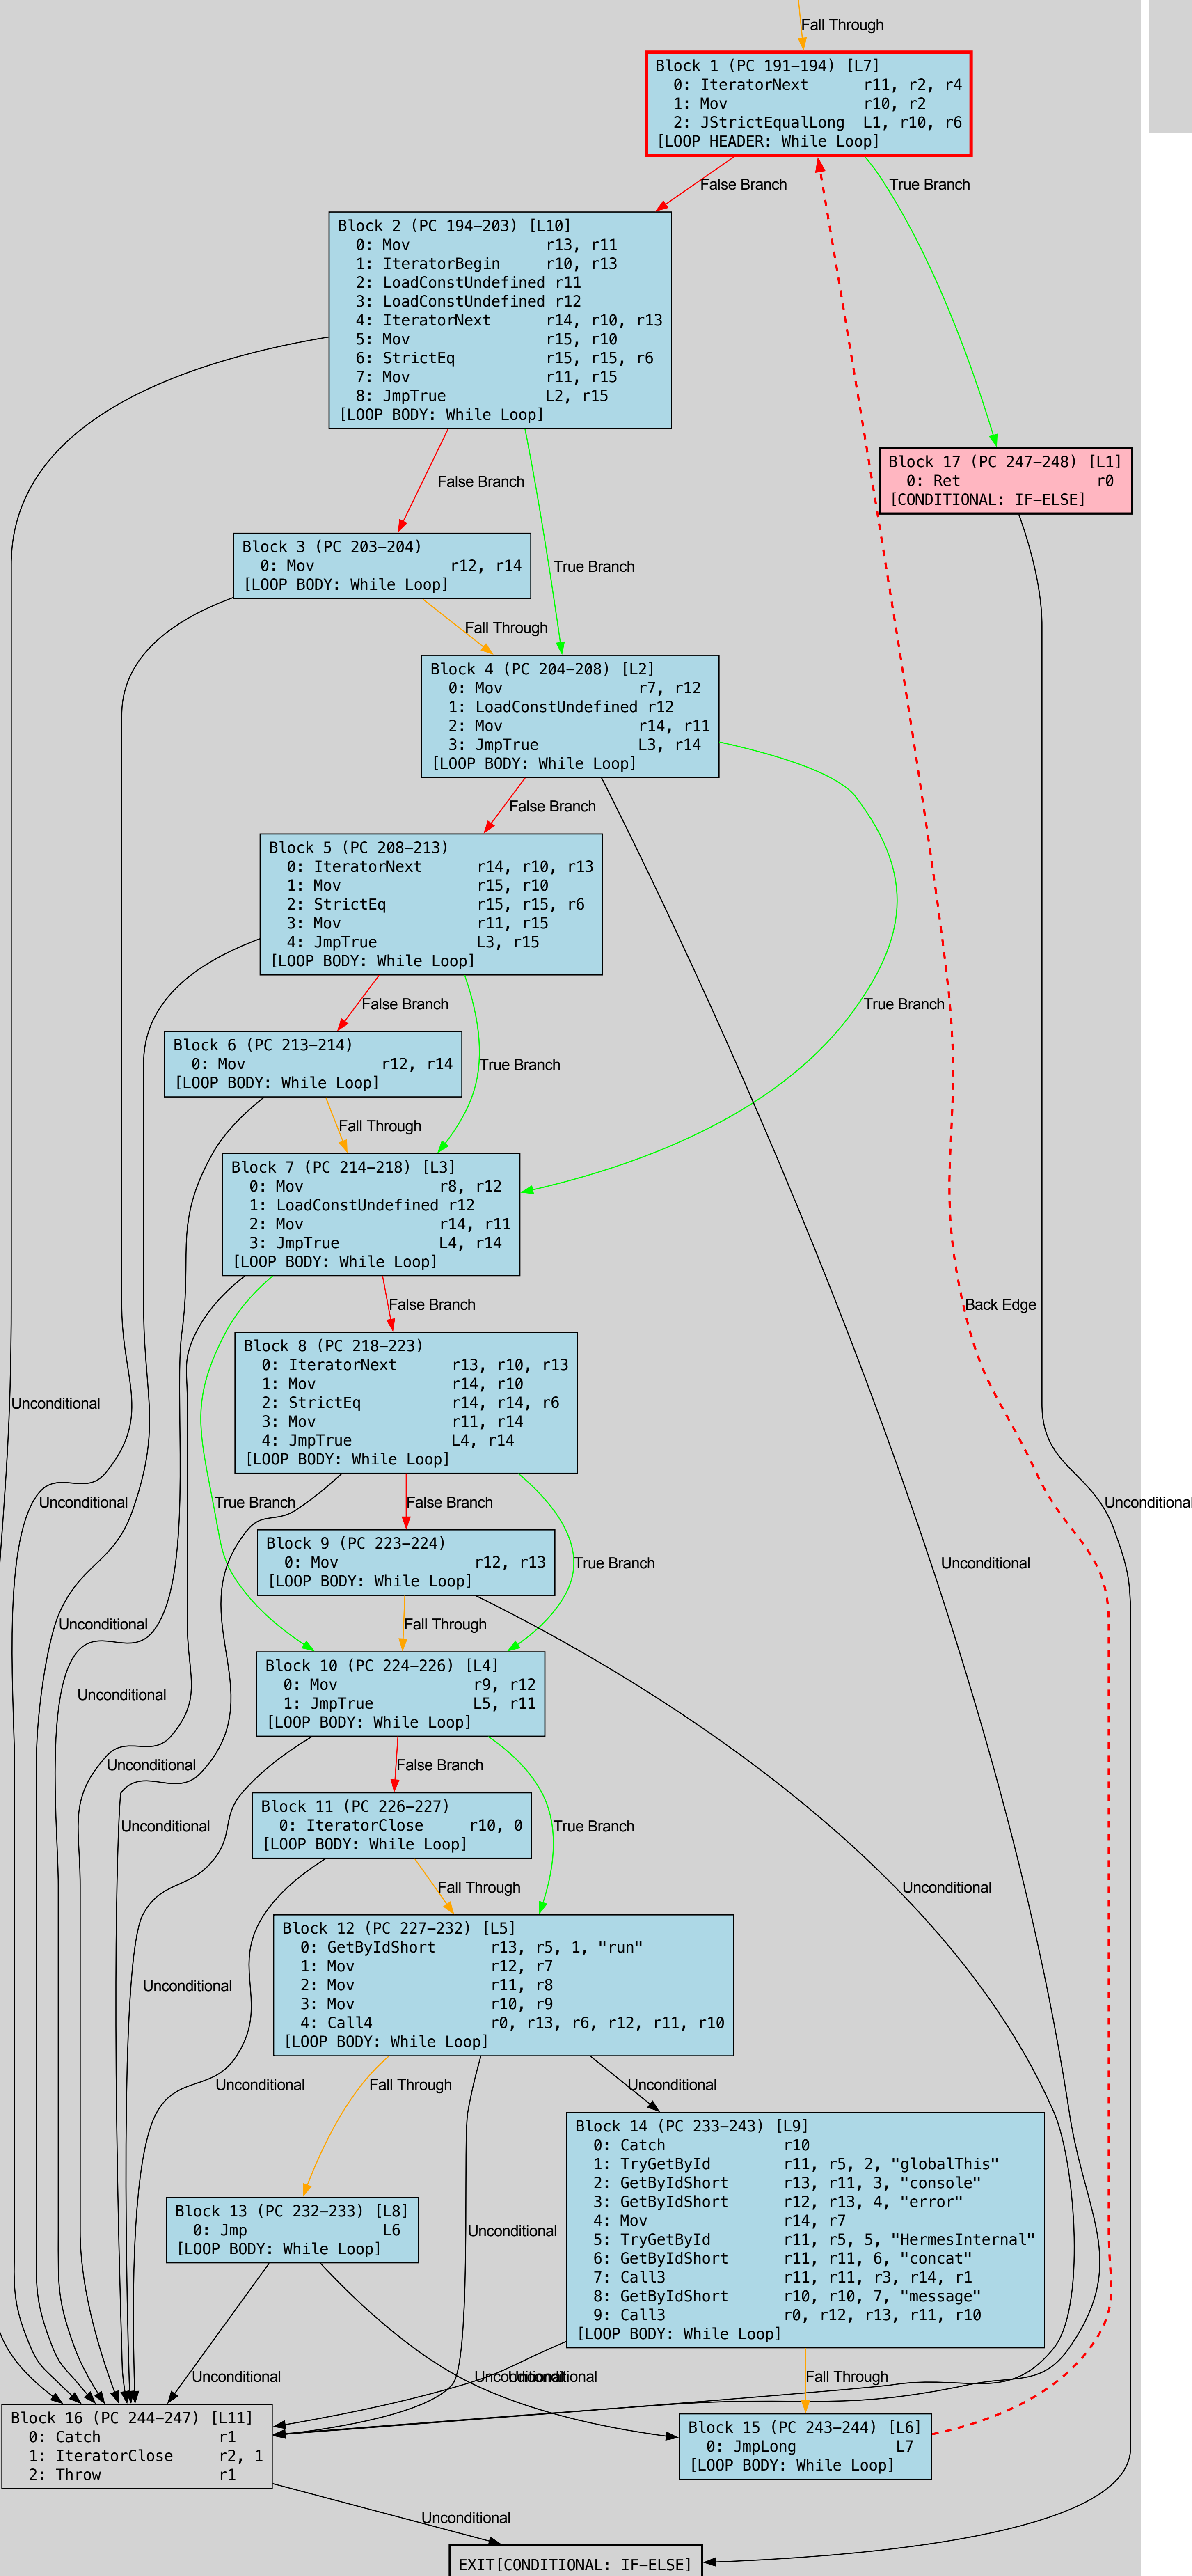 Fall Through
Block 1 (PC 191–194) [L7]
0: IteratorNext r11, r2, r4
1: Mov r10, r2
2: JStrictEqualLong L1, r10, r6
[LOOP HEADER: While Loop]
False Branch
True Branch
Block 2 (PC 194–203) [L10]
0: Mov r13, r11
1: IteratorBegin r10, r13
2: LoadConstUndefined r11
3: LoadConstUndefined r12
4: IteratorNext r14, r10, r13
5: Mov r15, r10
6: StrictEq r15, r15, r6
7: Mov r11, r15
8: JmpTrue L2, r15
[LOOP BODY: While Loop]
Block 17 (PC 247–248) [L1]
0: Ret r0
[CONDITIONAL: IF-ELSE]
False Branch
True Branch
Block 3 (PC 203–204)
0: Mov r12, r14
[LOOP BODY: While Loop]
Fall Through
Block 4 (PC 204–208) [L2]
0: Mov r7, r12
1: LoadConstUndefined r12
2: Mov r14, r11
3: JmpTrue L3, r14
[LOOP BODY: While Loop]
False Branch
Block 5 (PC 208–213)
0: IteratorNext r14, r10, r13
1: Mov r15, r10
2: StrictEq r15, r15, r6
3: Mov r11, r15
4: JmpTrue L3, r15
[LOOP BODY: While Loop]
False Branch
True Branch
Block 6 (PC 213–214)
0: Mov r12, r14
[LOOP BODY: While Loop]
True Branch
Fall Through
Block 7 (PC 214–218) [L3]
0: Mov r8, r12
1: LoadConstUndefined r12
2: Mov r14, r11
3: JmpTrue L4, r14
[LOOP BODY: While Loop]
False Branch
Back Edge
Block 8 (PC 218–223)
0: IteratorNext r13, r10, r13
1: Mov r14, r10
2: StrictEq r14, r14, r6
3: Mov r11, r14
4: JmpTrue L4, r14
[LOOP BODY: While Loop]
Unconditional
Unconditional
True Branch
False Branch
Unconditional
Block 9 (PC 223–224)
0: Mov r12, r13
[LOOP BODY: While Loop]
True Branch
Unconditional
Unconditional
Fall Through
Block 10 (PC 224–226) [L4]
0: Mov r9, r12
1: JmpTrue L5, r11
[LOOP BODY: While Loop]
Unconditional
Unconditional
False Branch
Block 11 (PC 226–227)
0: IteratorClose r10, 0
[LOOP BODY: While Loop]
Unconditional
True Branch
Fall Through
Unconditional
Block 12 (PC 227–232) [L5]
0: GetByIdShort r13, r5, 1, "run"
1: Mov r12, r7
2: Mov r11, r8
3: Mov r10, r9
4: Call4 r0, r13, r6, r12, r11, r10
[LOOP BODY: While Loop]
Unconditional
Unconditional
Fall Through
Unconditional
Block 14 (PC 233–243) [L9]
0: Catch r10
1: TryGetById r11, r5, 2, "globalThis"
2: GetByIdShort r13, r11, 3, "console"
3: GetByIdShort r12, r13, 4, "error"
4: Mov r14, r7
5: TryGetById r11, r5, 5, "HermesInternal"
6: GetByIdShort r11, r11, 6, "concat"
7: Call3 r11, r11, r3, r14, r1
8: GetByIdShort r10, r10, 7, "message"
9: Call3 r0, r12, r13, r11, r10
[LOOP BODY: While Loop]
Block 13 (PC 232–233) [L8]
0: Jmp L6
[LOOP BODY: While Loop]
Unconditional
Unconditional
Unconditional
Unconditional
Fall Through
Block 16 (PC 244–247) [L11]
0: Catch r1
1: IteratorClose r2, 1
2: Throw r1
Block 15 (PC 243–244) [L6]
0: JmpLong L7
[LOOP BODY: While Loop]
Unconditional
EXIT[CONDITIONAL: IF-ELSE]